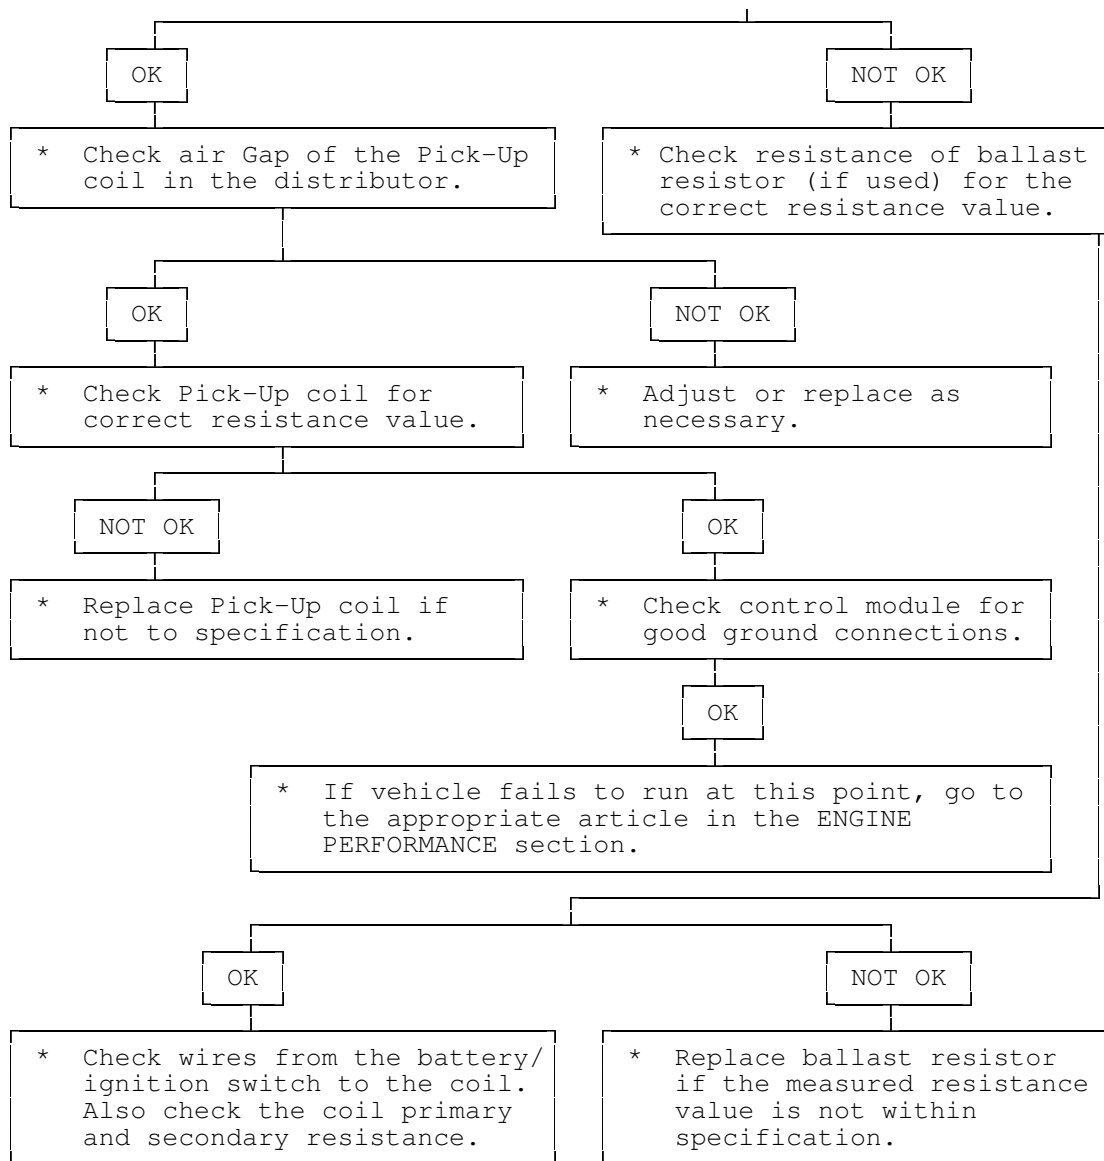 OK
NOT OK
* Check air Gap of the Pick-Up
coil in the distributor.
* Check resistance of ballast
resistor (if used) for the
correct resistance value.
OK
NOT OK
* Check Pick-Up coil for
correct resistance value.
* Adjust or replace as
necessary.
NOT OK
OK
* Replace Pick-Up coil if
not to specification.
* Check control module for
good ground connections.
OK
* If vehicle fails to run at this point, go to
the appropriate article in the ENGINE
PERFORMANCE section.
OK
NOT OK
* Check wires from the battery/
ignition switch to the coil.
Also check the coil primary
and secondary resistance.
* Replace ballast resistor
if the measured resistance
value is not within
specification.